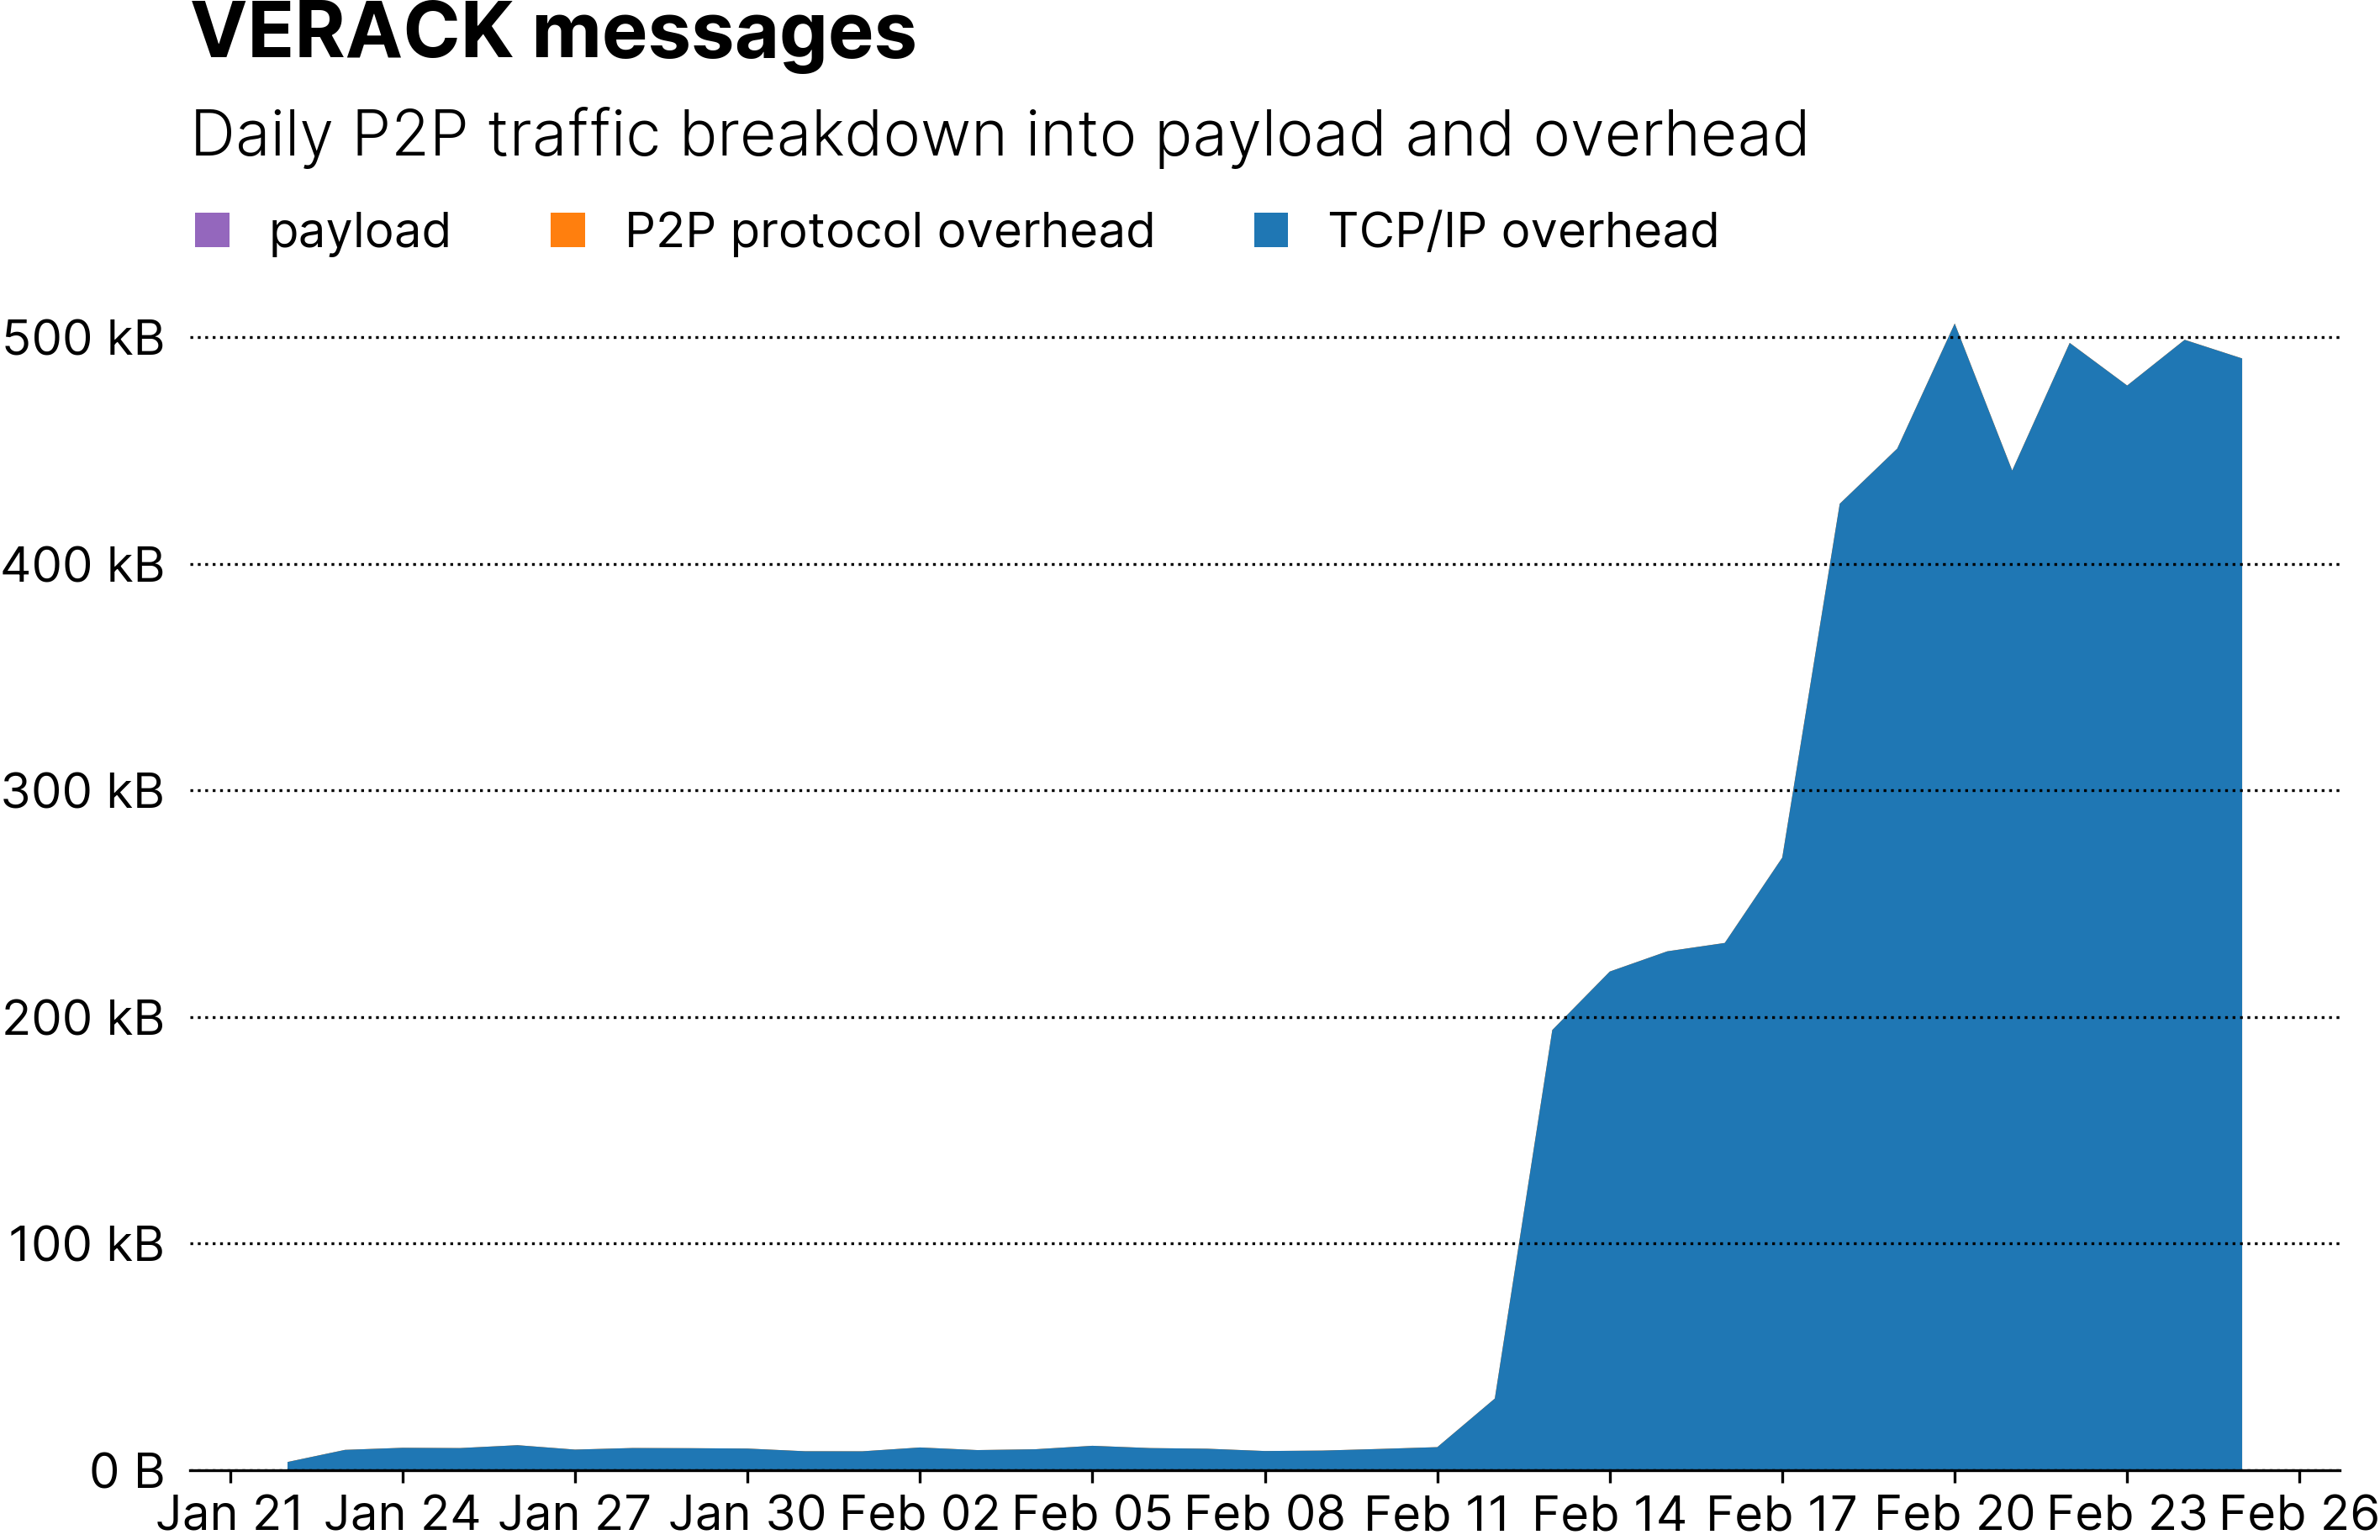 VERACK messages
Daily P2P traffic breakdown into payload and overhead
payload P2P protocol overhead TCP/IP overhead
500 kB
400 kB
300 kB
200 kB
100 kB
0 B
Jan 21 Jan 24 Jan 27 Jan 30 Feb 02 Feb 05 Feb 08 Feb 11 Feb 14 Feb 17 Feb 20 Feb 23 Feb 26